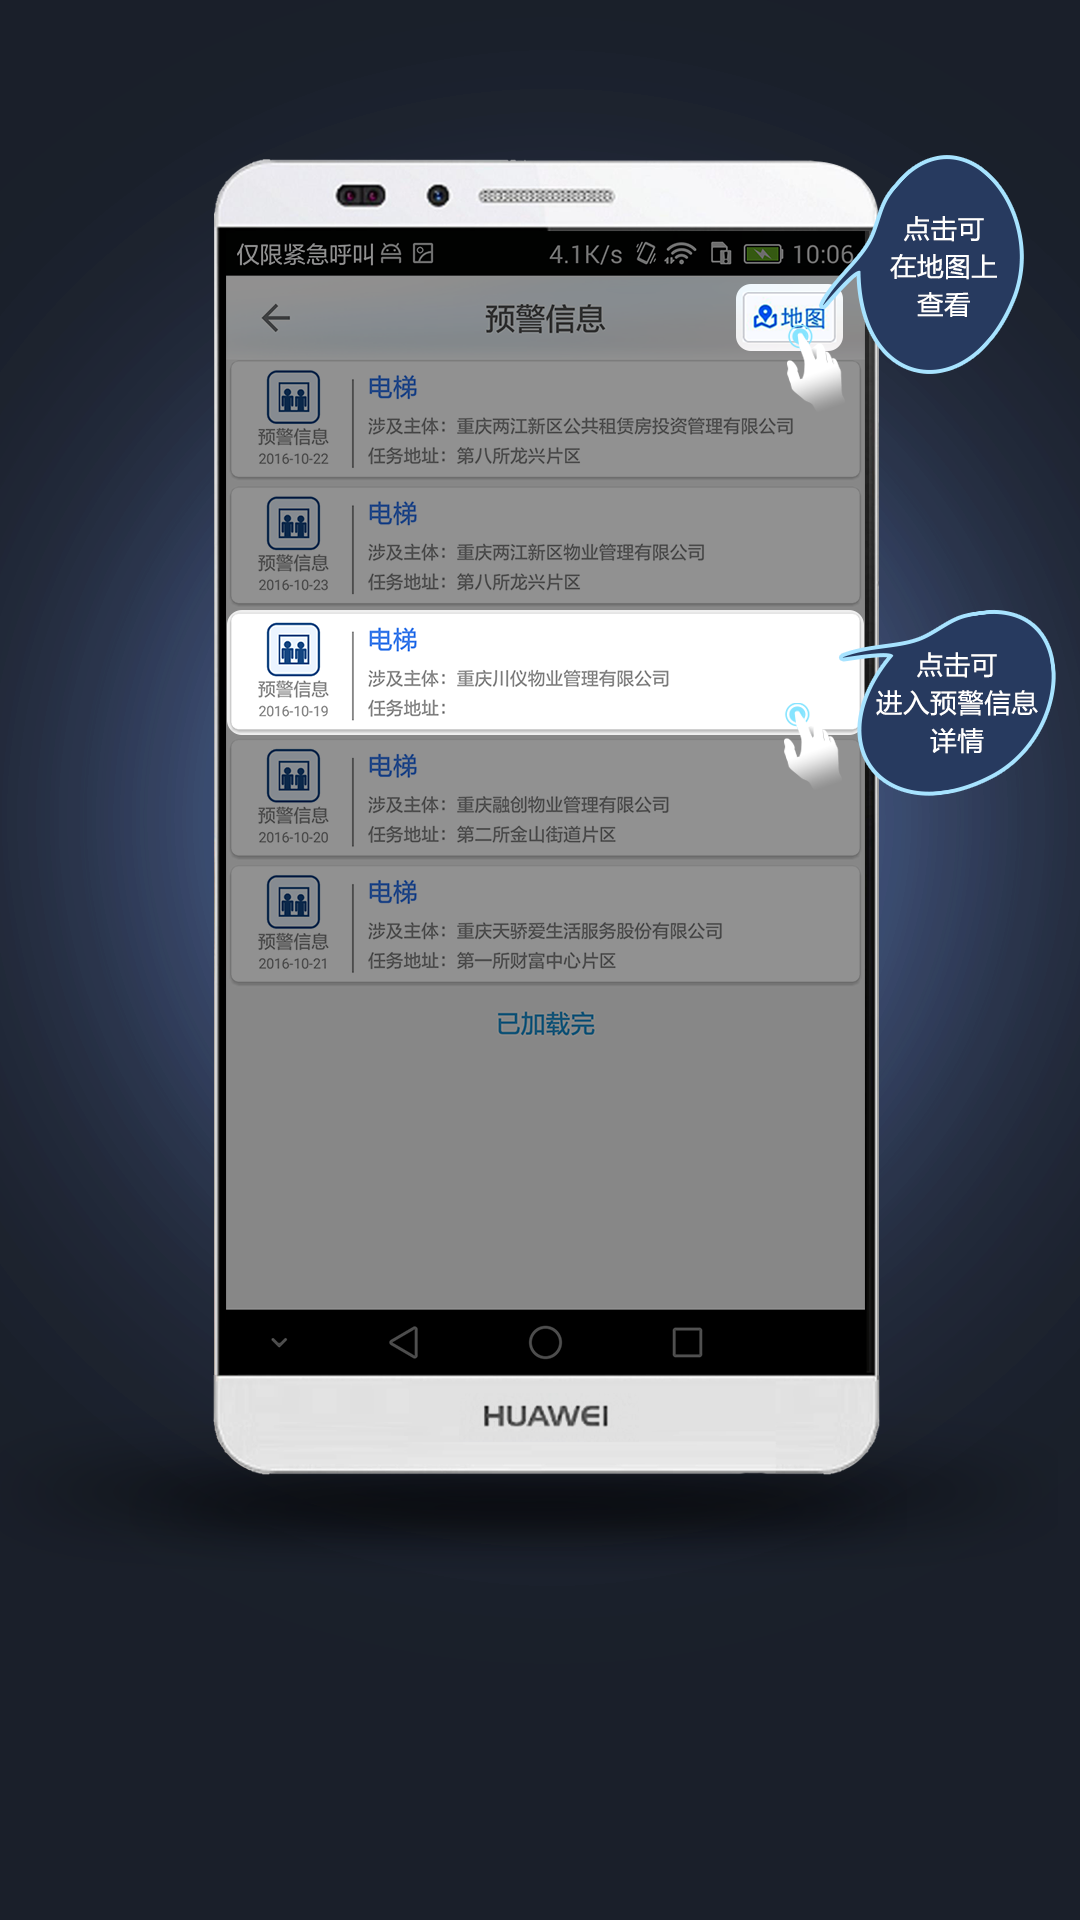 仅限紧急呼叫 4.1K/s 10:06
预警信息
地图
点击可
在地图上
查看
电梯
涉及主体：重庆两江新区公共租赁房投资管理有限公司
任务地址：第八所龙兴片区
预警信息
2016-10-22
电梯
涉及主体：重庆两江新区物业管理有限公司
任务地址：第八所龙兴片区
预警信息
2016-10-23
电梯
涉及主体：重庆川仪物业管理有限公司
任务地址：
预警信息
2016-10-19
点击可
进入预警信息
详情
电梯
涉及主体：重庆融创物业管理有限公司
任务地址：第二所金山街道片区
预警信息
2016-10-20
电梯
涉及主体：重庆天骄爱生活服务股份有限公司
任务地址：第一所财富中心片区
预警信息
2016-10-21
已加载完
HUAWEI